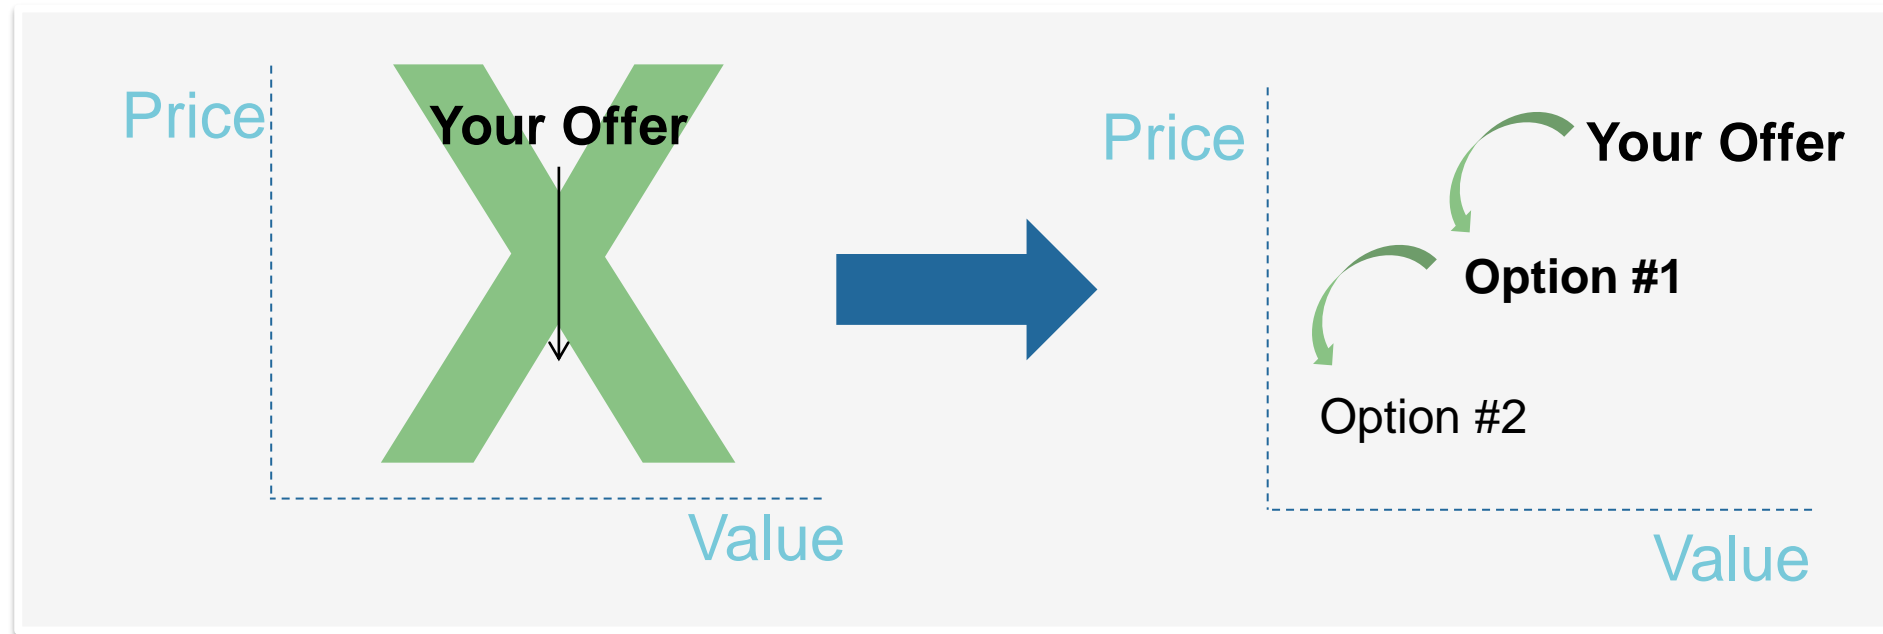 Price
Your Offer
Value
Price
Your Offer
Option #1
Option #2
Value